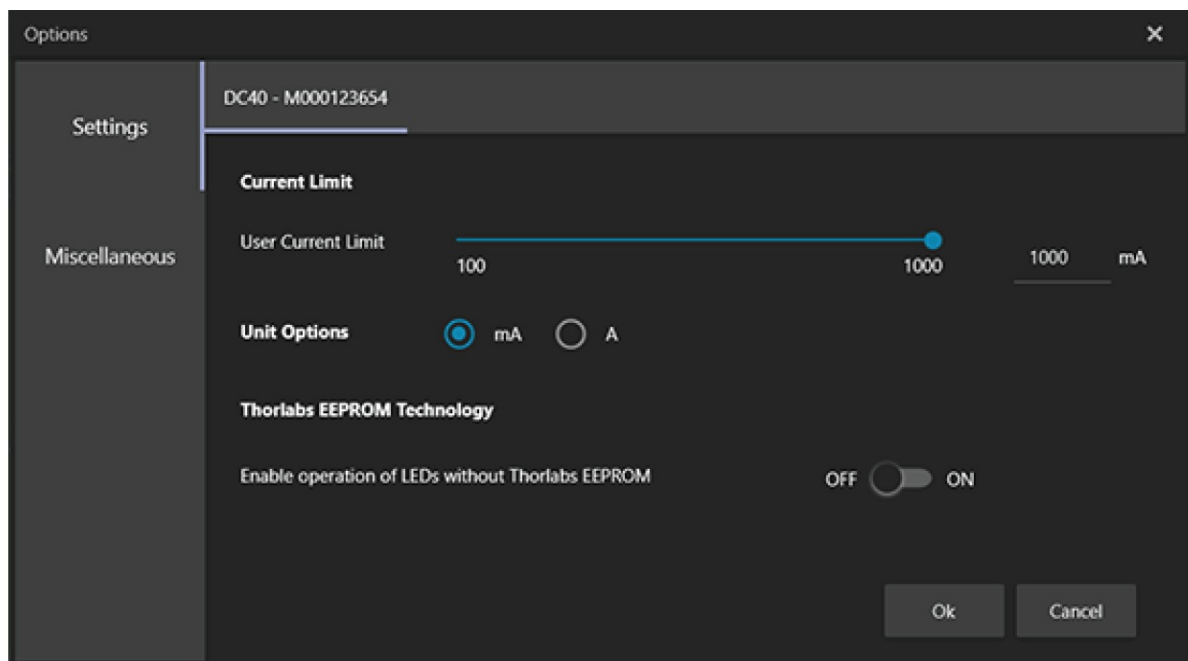 Options
Settings
Miscellaneous
DC40 - M000123654
Current Limit
User Current Limit
100 1000
1000 mA
Unit Options mA A
Thorlabs EEPROM Technology
Enable operation of LEDs without Thorlabs EEPROM OFF ON
Ok Cancel